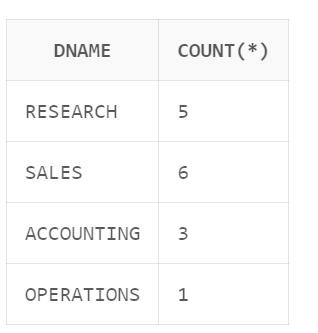 DNAME COUNT(*)
RESEARCH 5
SALES 6
ACCOUNTING 3
OPERATIONS 1